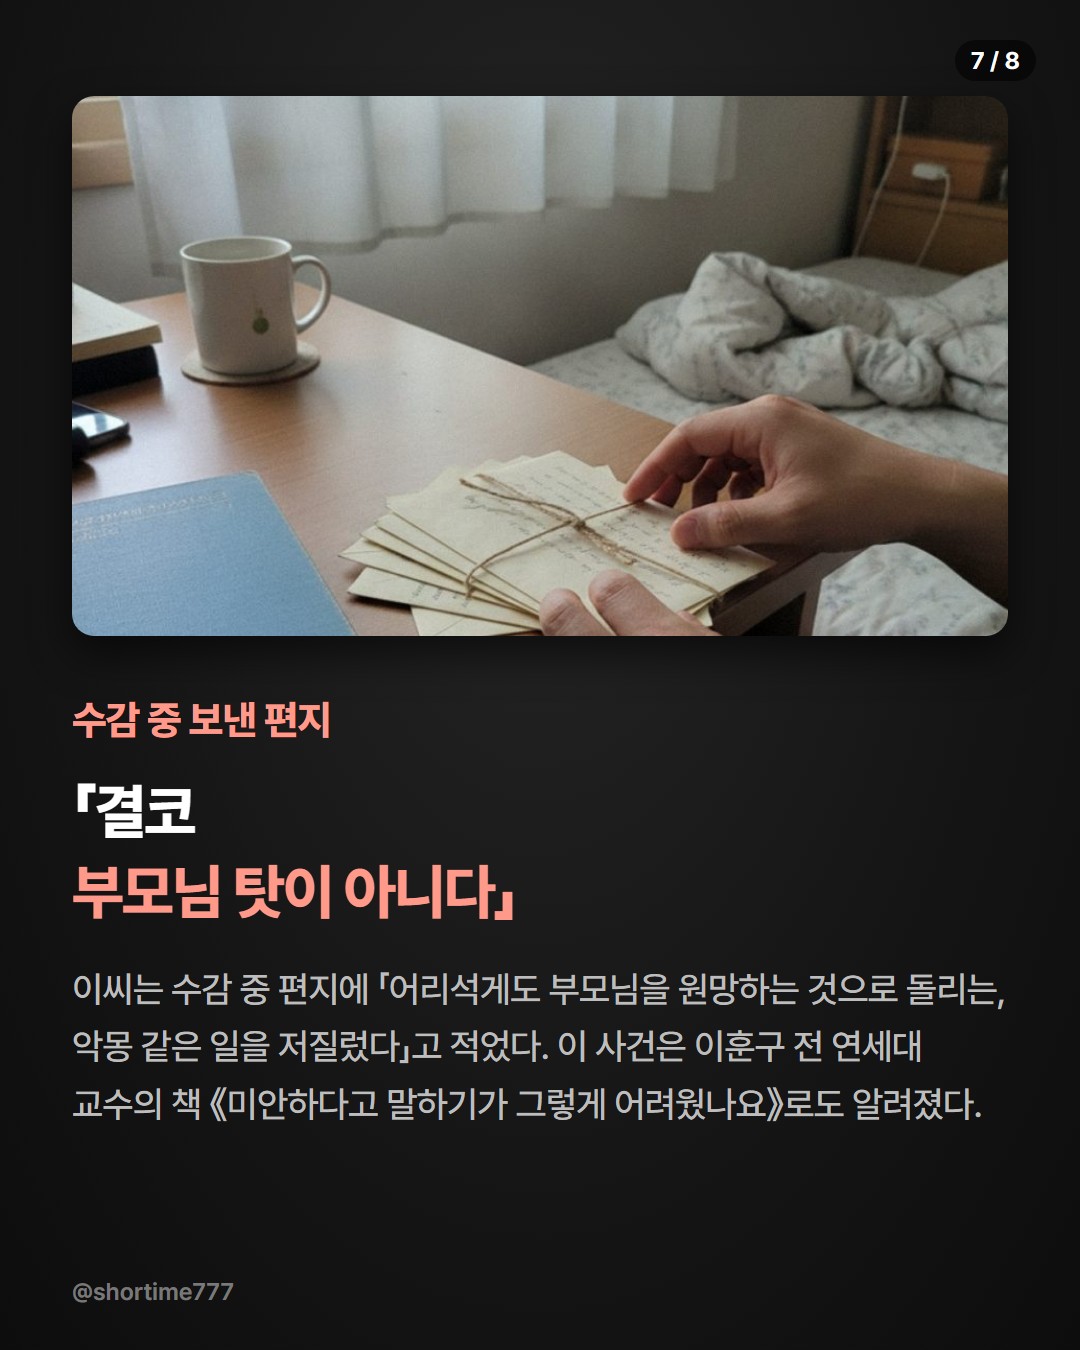 7 / 8
수감 중 보낸 편지
「결코
부모님 탓이 아니다」
이씨는 수감 중 편지에 「어리석게도 부모님을 원망하는 것으로 돌리는,
악몽 같은 일을 저질렀다」고 적었다. 이 사건은 이훈구 전 연세대
교수의 책 《미안하다고 말하기가 그렇게 어려웠나요》로도 알려졌다.
@shortime777